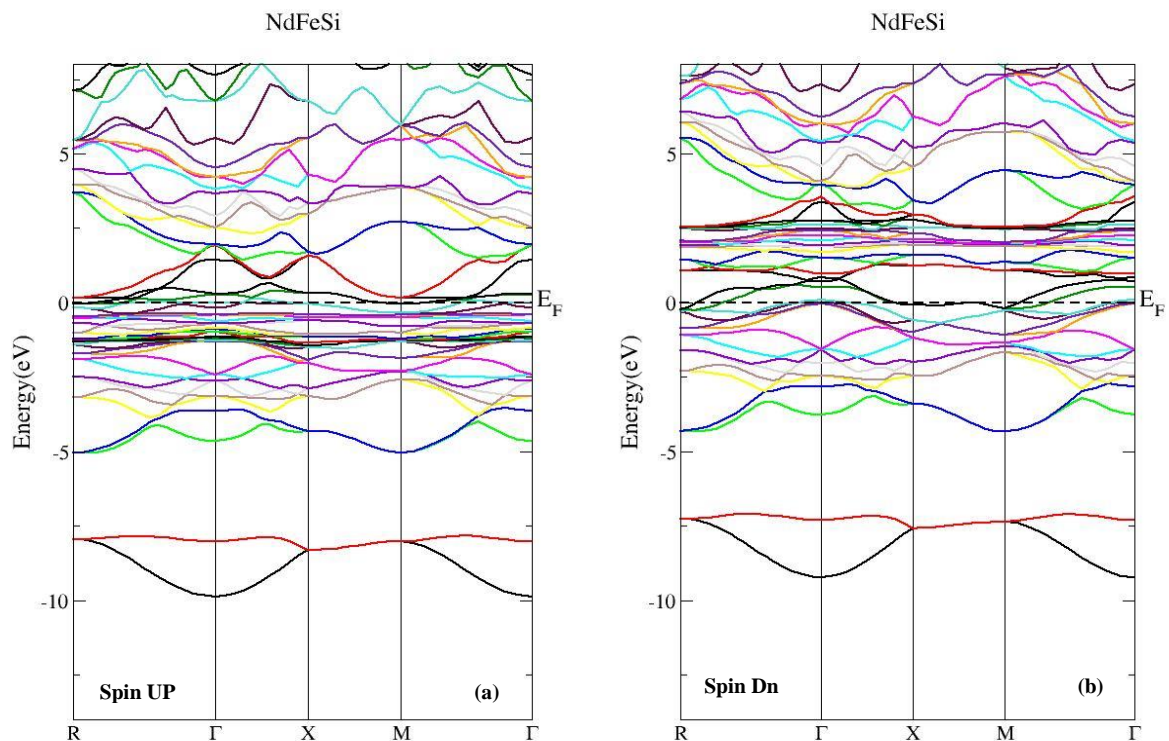 NdFeSi
Energy(eV)
5
0
-5
-10
E_F
Spin UP
(a)
R Γ X M Γ
NdFeSi
Energy(eV)
5
0
-5
-10
E_F
Spin Dn
(b)
R Γ X M Γ